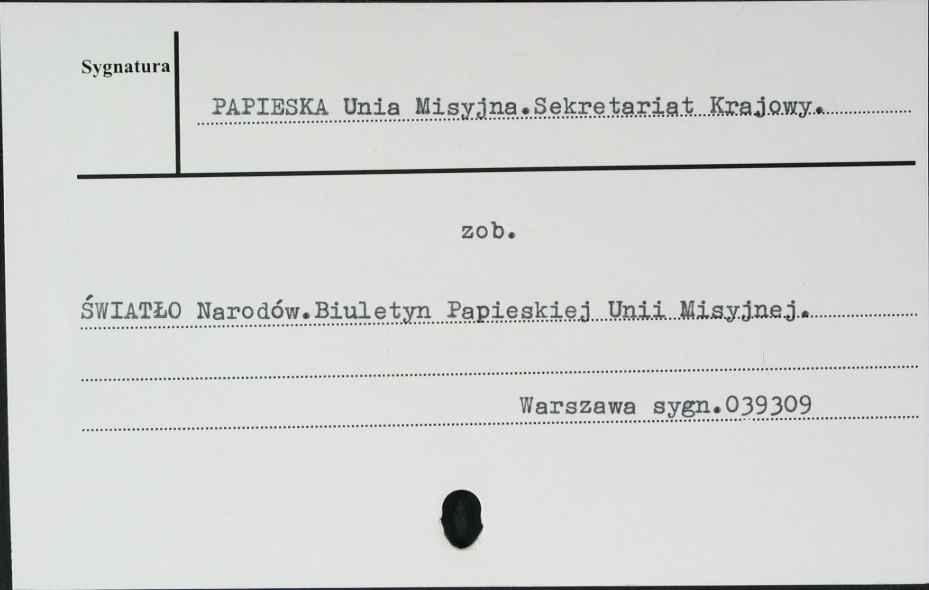 Sygnatura
PAPIESKA Unia Misyjna.Sekretariat Krajowy.
zob.
ŚWIATŁO Narodów.Biuletyn Papieskiej Unii Misyjnej.
Warszawa sygn.039309